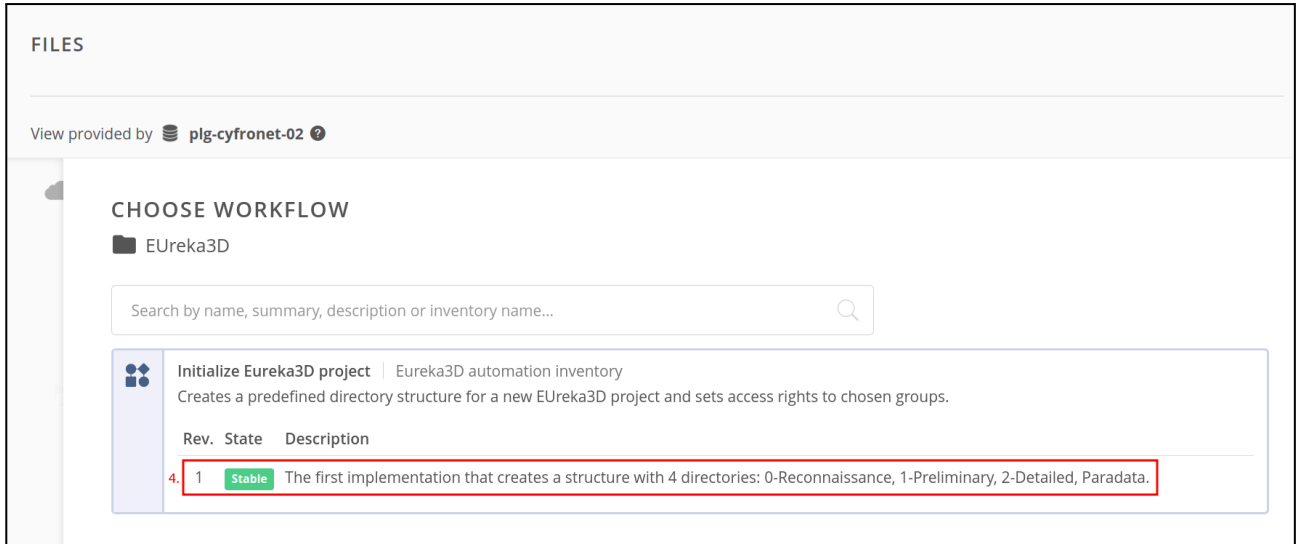 FILES
View provided by plg-cyfronet-02 ?
CHOOSE WORKFLOW
EUreka3D
Search by name, summary, description or inventory name...
Initialize Eureka3D project | Eureka3D automation inventory
Creates a predefined directory structure for a new EUreka3D project and sets access rights to chosen groups.
Rev. State Description
4. 1 Stable The first implementation that creates a structure with 4 directories: 0-Reconnaissance, 1-Preliminary, 2-Detailed, Paradata.